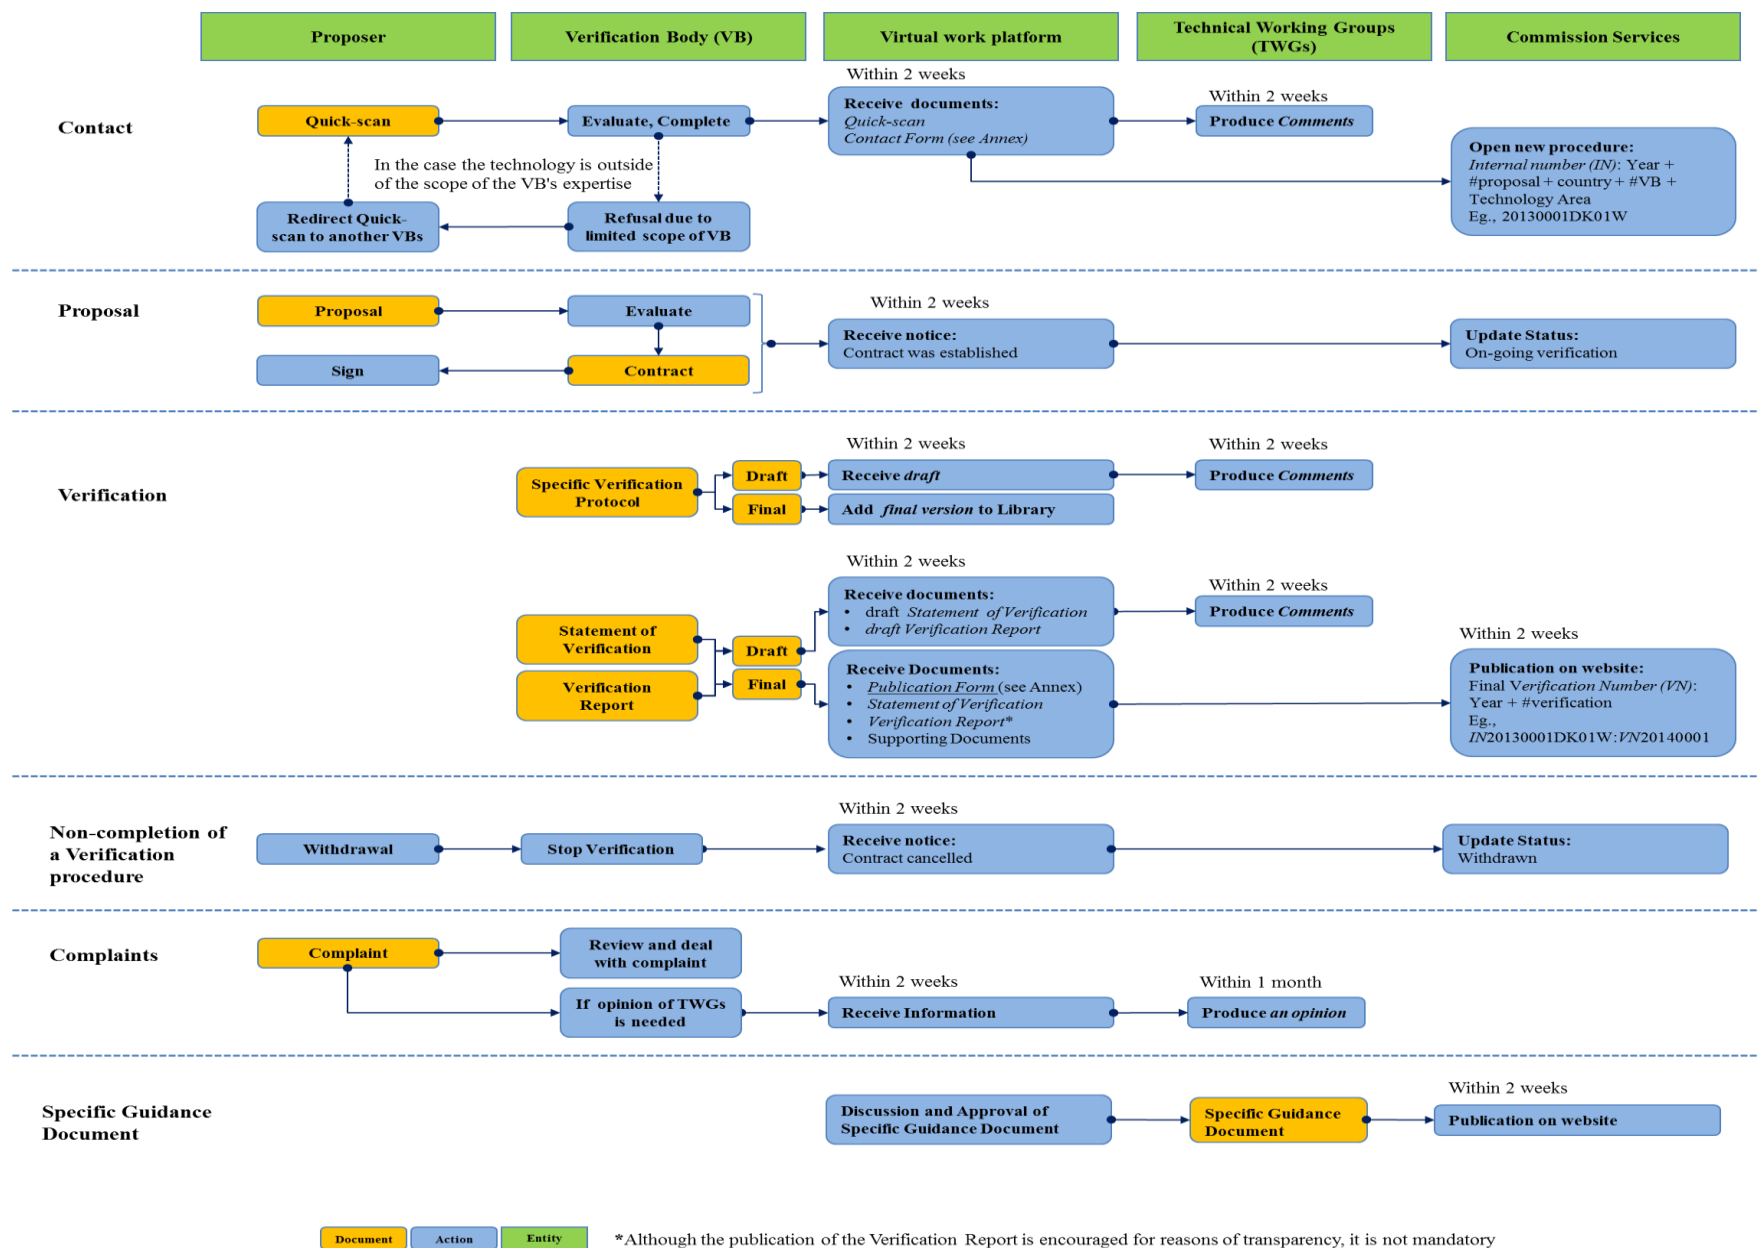 Proposer
Verification Body (VB)
Virtual work platform
Technical Working Groups
(TWGs)
Commission Services
Contact
Quick-scan
Evaluate, Complete
Within 2 weeks
Receive documents:
Quick-scan
Contact Form (see Annex)
Within 2 weeks
Produce Comments
Open new procedure:
Internal number (IN): Year +
#proposal + country + #VB +
Technology Area
Eg., 20130001DK01W
In the case the technology is outside
of the scope of the VB's expertise
Redirect Quick-
scan to another VBs
Refusal due to
limited scope of VB
Proposal
Proposal
Evaluate
Sign
Contract
Within 2 weeks
Receive notice:
Contract was established
Update Status:
On-going verification
Verification
Specific Verification
Protocol
Draft
Final
Within 2 weeks
Receive draft
Add final version to Library
Within 2 weeks
Produce Comments
Statement of
Verification
Verification
Report
Draft
Final
Within 2 weeks
Receive documents:
• draft Statement of Verification
• draft Verification Report
Within 2 weeks
Produce Comments
Receive Documents:
• Publication Form (see Annex)
• Statement of Verification
• Verification Report*
• Supporting Documents
Within 2 weeks
Publication on website:
Final Verification Number (VN):
Year + #verification
Eg.,
IN20130001DK01W:VN20140001
Non-completion of
a Verification
procedure
Withdrawal
Stop Verification
Within 2 weeks
Receive notice:
Contract cancelled
Update Status:
Withdrawn
Complaints
Complaint
Review and deal
with complaint
If opinion of TWGs
is needed
Within 2 weeks
Receive Information
Within 1 month
Produce an opinion
Specific Guidance
Document
Discussion and Approval of
Specific Guidance Document
Specific Guidance
Document
Within 2 weeks
Publication on website
Document
Action
Entity
*Although the publication of the Verification Report is encouraged for reasons of transparency, it is not mandatory